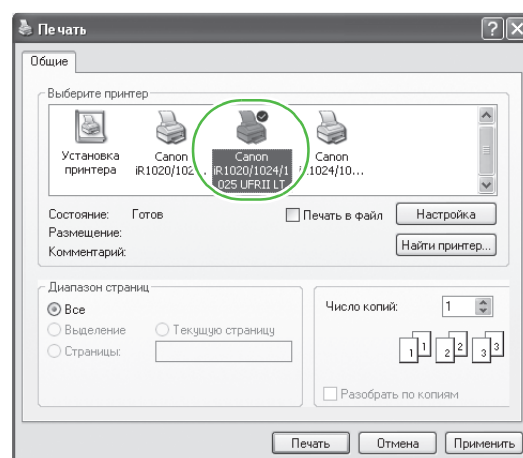 Печать
Общие
Выберите принтер
Установка принтера
Canon iR1020/102...
Canon iR1020/1024/1025 UFRII LT
Canon .1024/10...
Состояние: Готов
Печать в файл
Настройка
Размещение:
Комментарий:
Найти принтер...
Диапазон страниц
Все
Выделение
Текущую страницу
Страницы:
Число копий: 1
1 1 2 2 3 3
Разобрать по копиям
Печать
Отмена
Применить